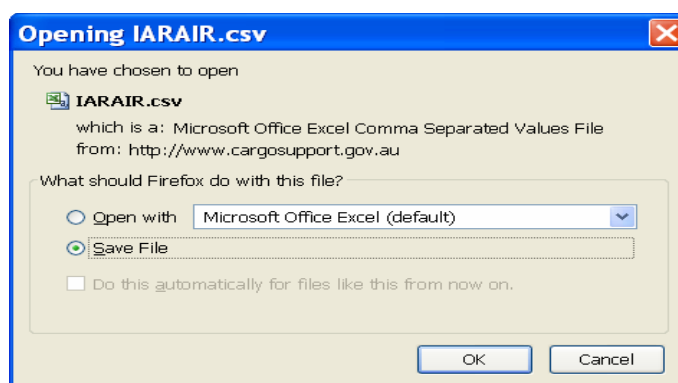 Opening IARAIR.csv
You have chosen to open
IARAIR.csv
which is a: Microsoft Office Excel Comma Separated Values File
from: http://www.cargosupport.gov.au
What should Firefox do with this file?
Open with Microsoft Office Excel (default)
Save File
Do this automatically for files like this from now on.
OK Cancel